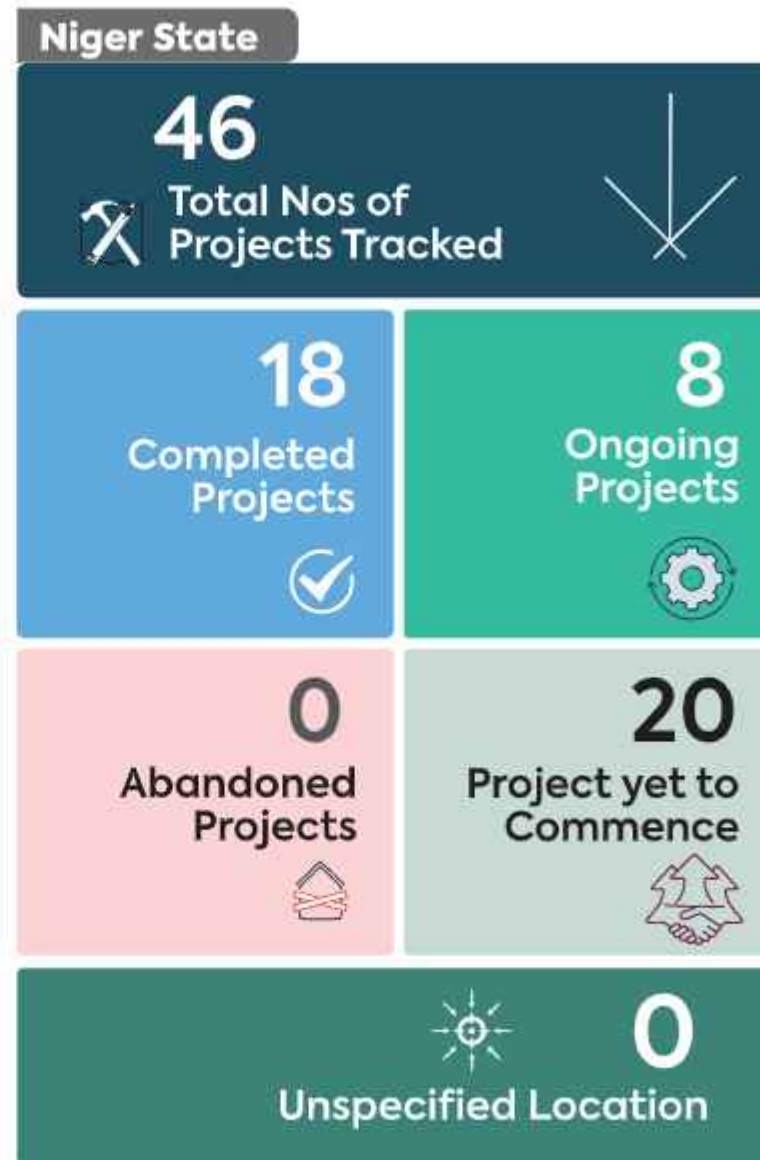 Niger State
46
Total Nos of
Projects Tracked
18
Completed
Projects
8
Ongoing
Projects
0
Abandoned
Projects
20
Project yet to
Commence
0
Unspecified Location